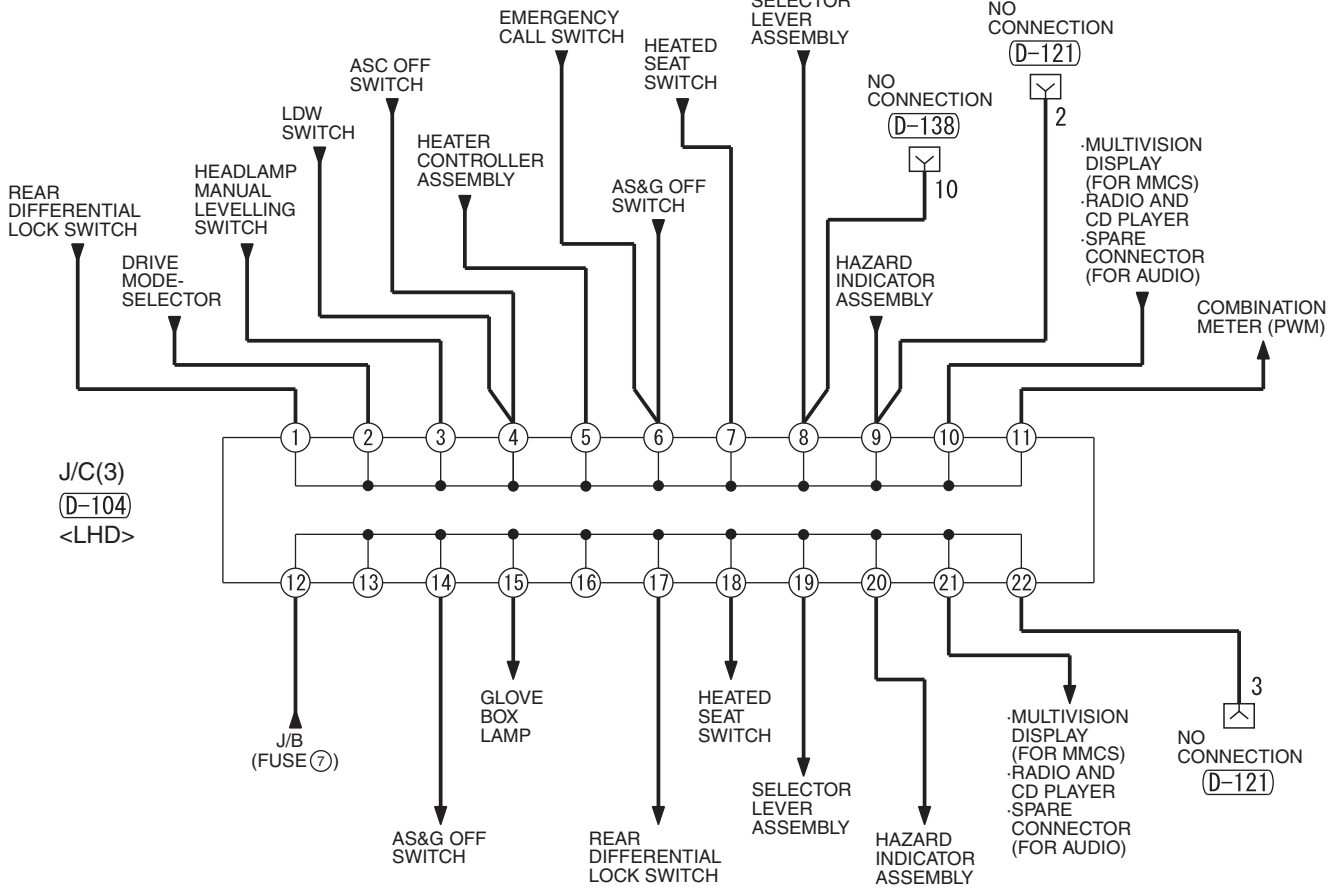 SELECTOR
LEVER
ASSEMBLY
NO
CONNECTION
(D-121)
2
EMERGENCY
CALL SWITCH
HEATED
SEAT
SWITCH
ASC OFF
SWITCH
NO
CONNECTION
(D-138)
10
LDW
SWITCH
HEATER
CONTROLLER
ASSEMBLY
·MULTIVISION
DISPLAY
(FOR MMCS)
·RADIO AND
CD PLAYER
·SPARE
CONNECTOR
(FOR AUDIO)
REAR
DIFFERENTIAL
LOCK SWITCH
HEADLAMP
MANUAL
LEVELLING
SWITCH
AS&G OFF
SWITCH
DRIVE
MODE-
SELECTOR
HAZARD
INDICATOR
ASSEMBLY
COMBINATION
METER (PWM)
1 2 3 4 5 6 7 8 9 10 11
J/C(3)
(D-104)
<LHD>
12 13 14 15 16 17 18 19 20 21 22
J/B
(FUSE 7)
GLOVE
BOX
LAMP
HEATED
SEAT
SWITCH
3
NO
CONNECTION
(D-121)
·MULTIVISION
DISPLAY
(FOR MMCS)
·RADIO AND
CD PLAYER
·SPARE
CONNECTOR
(FOR AUDIO)
AS&G OFF
SWITCH
REAR
DIFFERENTIAL
LOCK SWITCH
SELECTOR
LEVER
ASSEMBLY
HAZARD
INDICATOR
ASSEMBLY